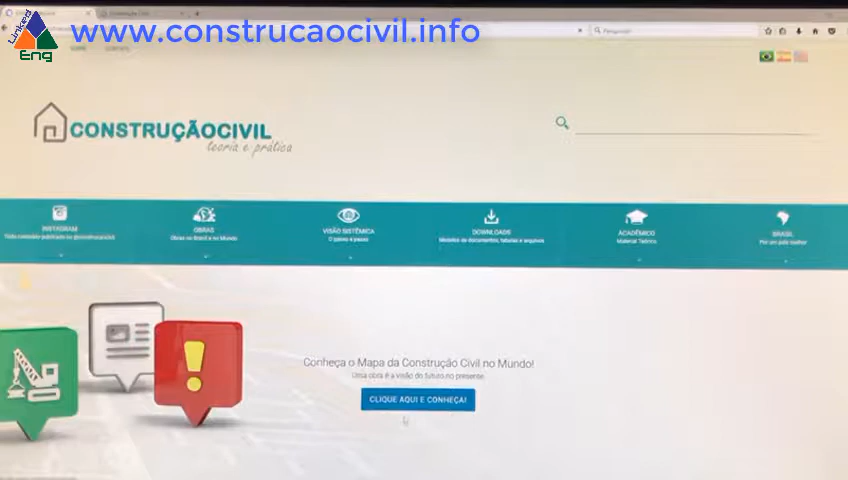 Linked
Eng
www.construcaocivil.info
Pesquisar
CONSTRUÇÃOCIVIL
teoria e prática
INSTAGRAM
OBRAS
Obras no Brasil e no Mundo
VISÃO SISTÊMICA
O passo a passo
DOWNLOADS
Modelos de documentos, tabelas e arquivos
ACADÊMICO
Material Teórico
BRASIL
Por um país melhor
Conheça o Mapa da Construção Civil no Mundo!
Uma obra é a visão do futuro no presente.
CLIQUE AQUI E CONHEÇA!